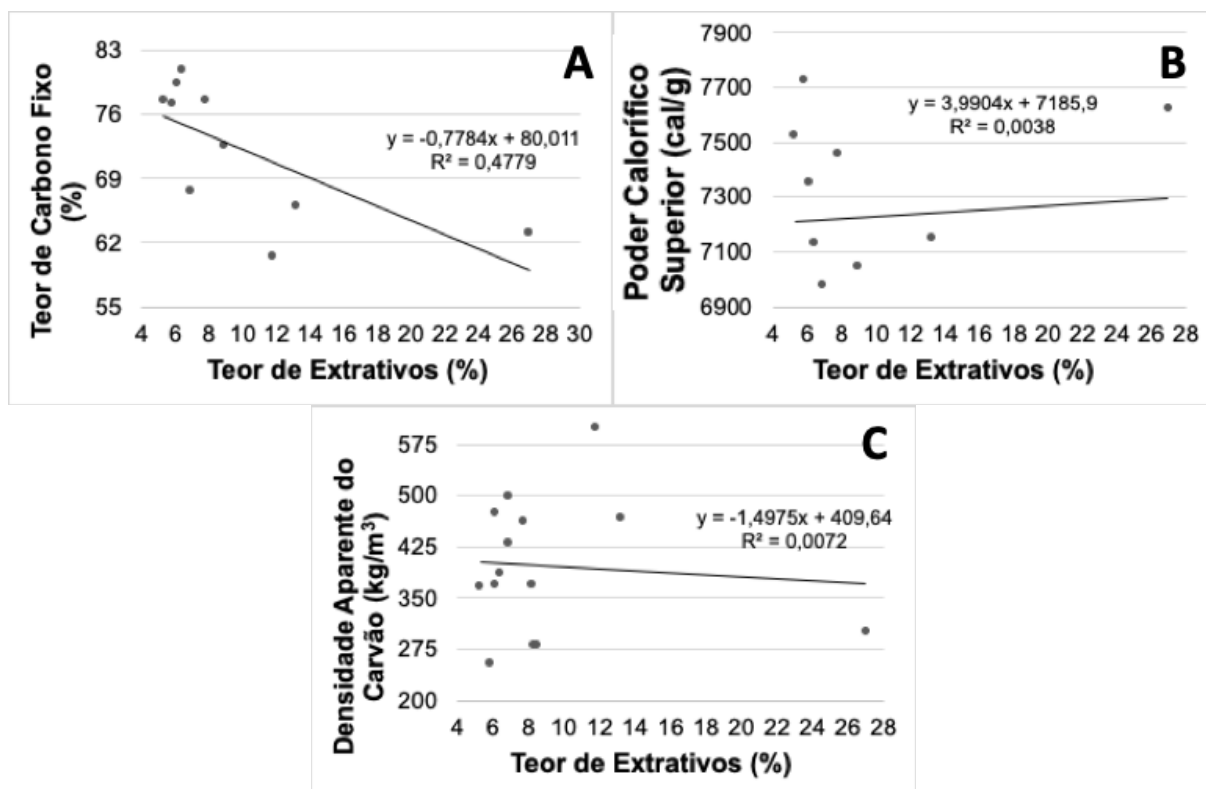 A
Teor de Carbono Fixo
(%)
83
76
69
62
55
y = -0,7784x + 80,011
R² = 0,4779
4 6 8 10 12 14 16 18 20 22 24 26 28 30
Teor de Extrativos (%)
B
Poder Calorífico
Superior (cal/g)
7900
7700
7500
7300
7100
6900
y = 3,9904x + 7185,9
R² = 0,0038
4 6 8 10 12 14 16 18 20 22 24 26 28
Teor de Extrativos (%)
C
Densidade Aparente do
Carvão (kg/m³)
575
500
425
350
275
200
y = -1,4975x + 409,64
R² = 0,0072
4 6 8 10 12 14 16 18 20 22 24 26 28
Teor de Extrativos (%)